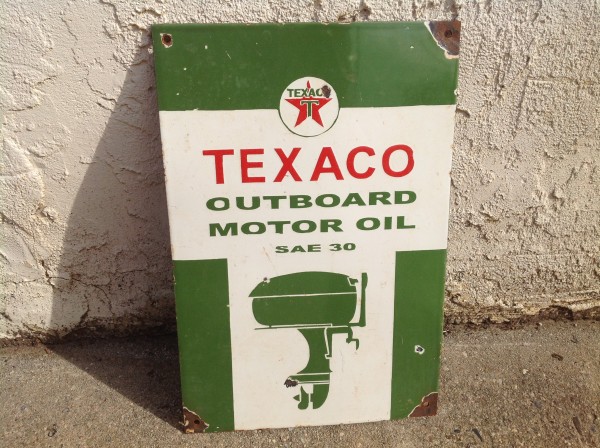 TEXACO
T
TEXACO
OUTBOARD
MOTOR OIL
SAE 30